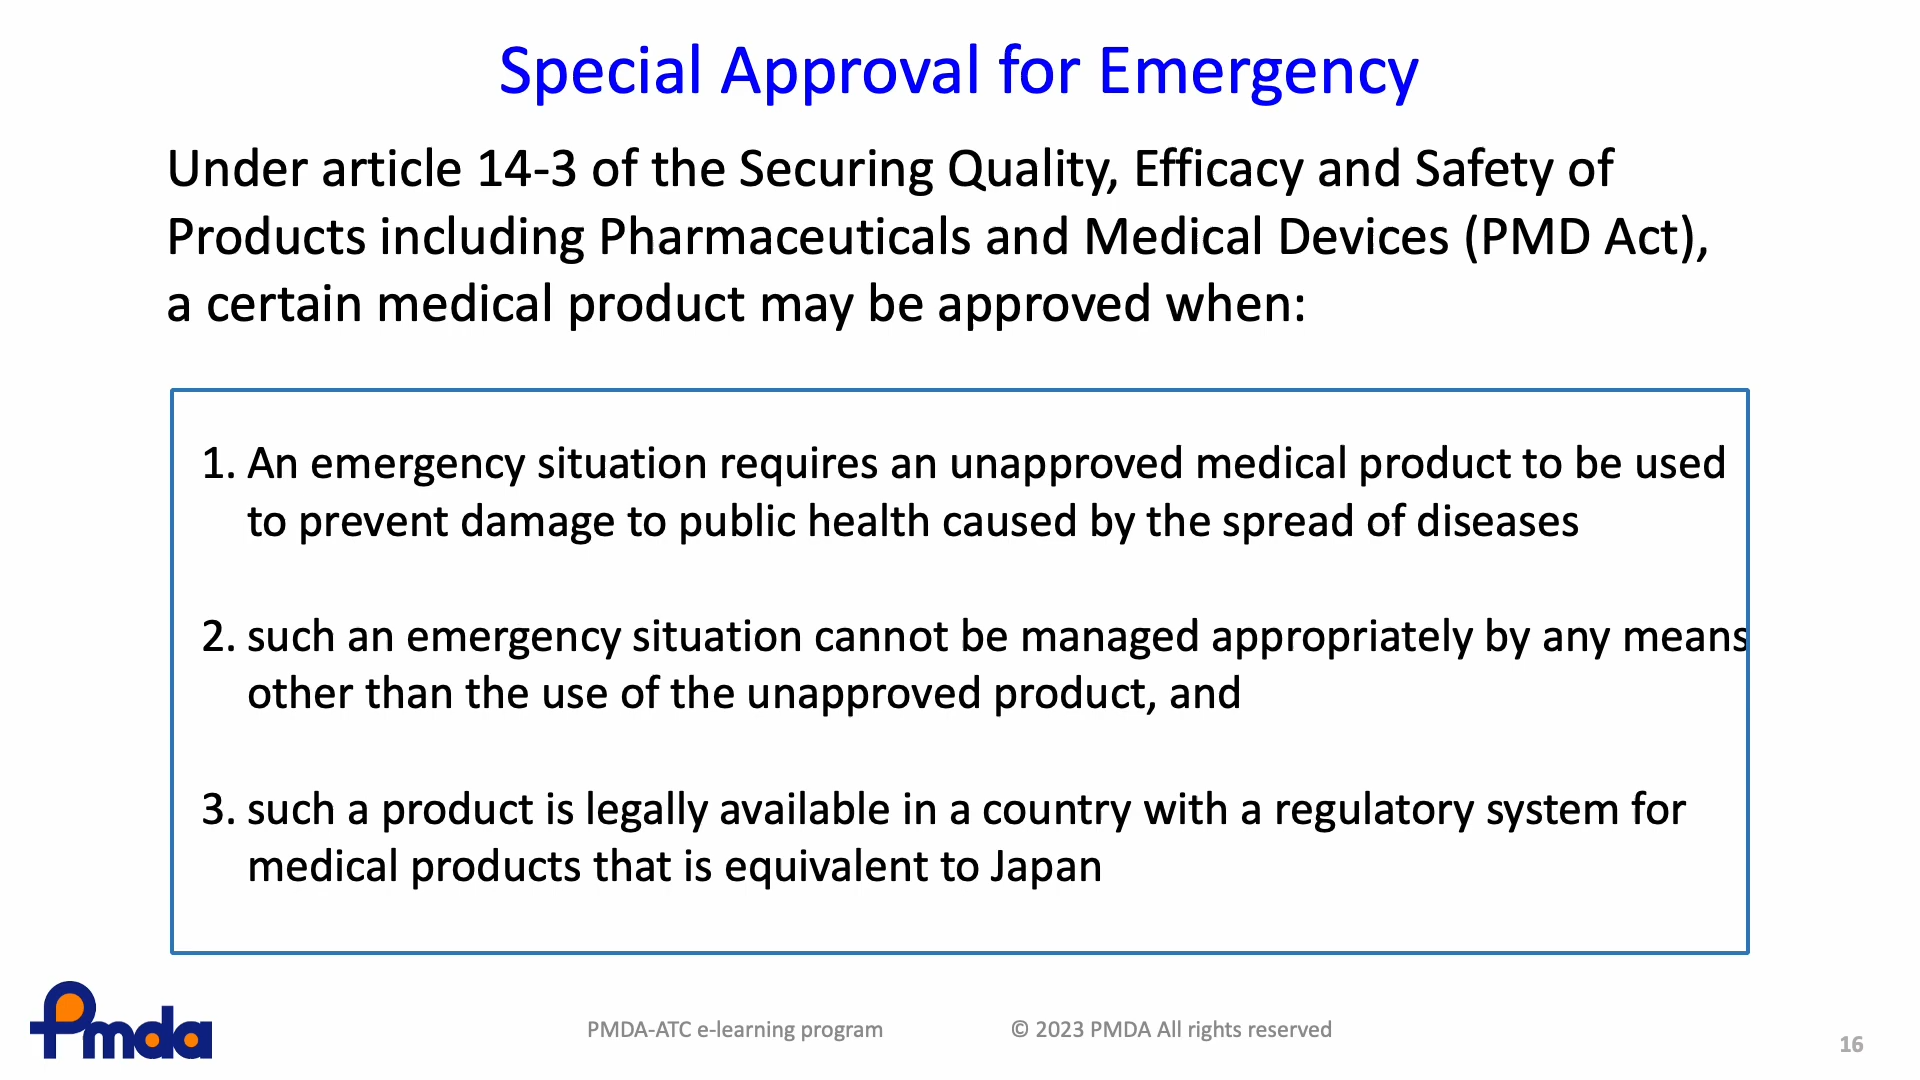 Special Approval for Emergency
Under article 14-3 of the Securing Quality, Efficacy and Safety of
Products including Pharmaceuticals and Medical Devices (PMD Act),
a certain medical product may be approved when:
1. An emergency situation requires an unapproved medical product to be used
to prevent damage to public health caused by the spread of diseases
2. such an emergency situation cannot be managed appropriately by any means
other than the use of the unapproved product, and
3. such a product is legally available in a country with a regulatory system for
medical products that is equivalent to Japan
Pmda
PMDA-ATC e-learning program
© 2023 PMDA All rights reserved
16